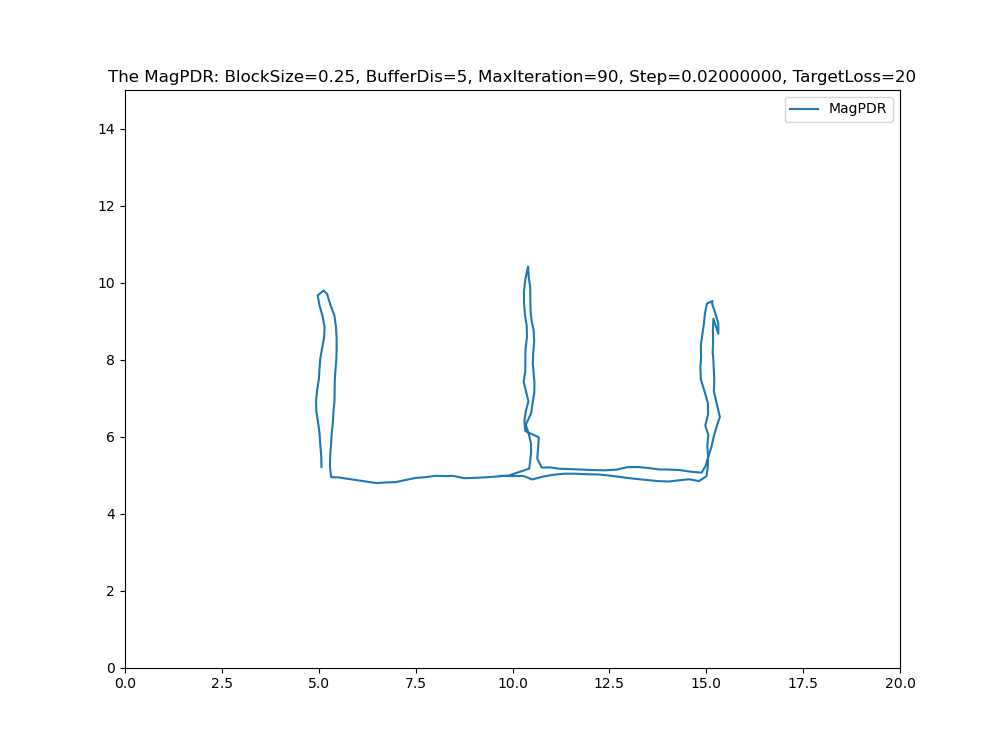 The MagPDR: BlockSize=0.25, BufferDis=5, MaxIteration=90, Step=0.02000000, TargetLoss=20
MagPDR
14
12
10
8
6
4
2
0
0.0 2.5 5.0 7.5 10.0 12.5 15.0 17.5 20.0